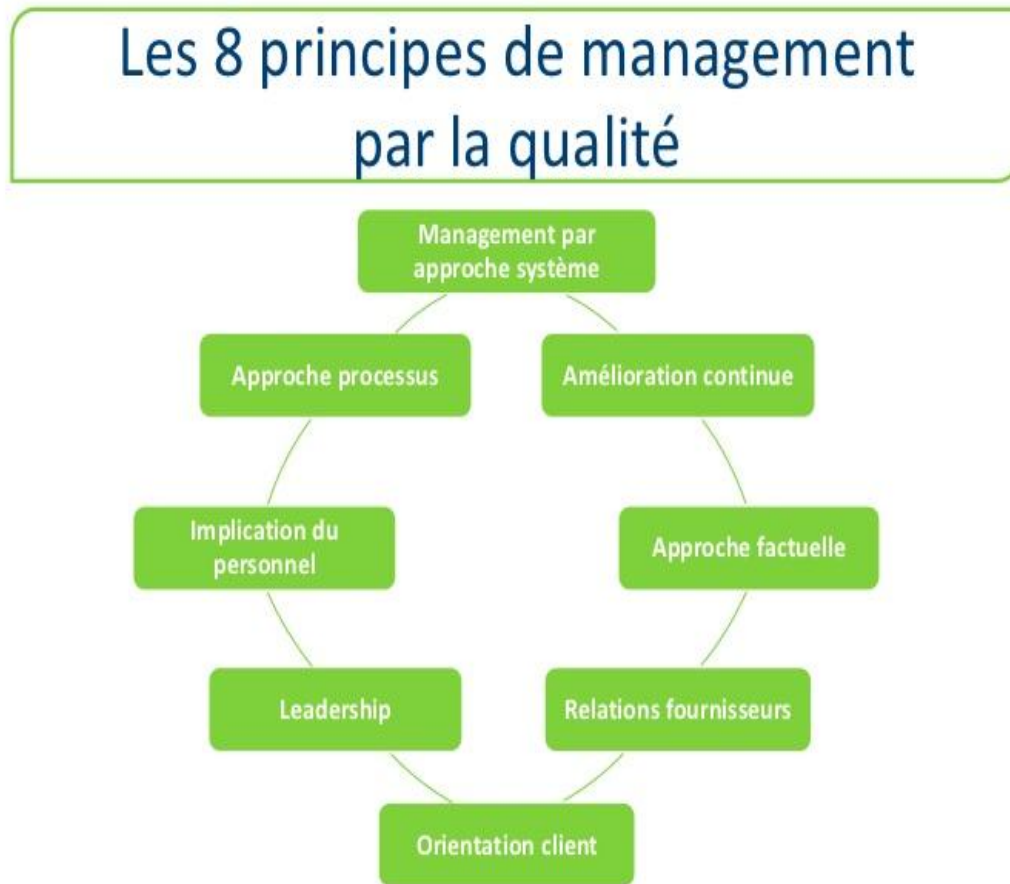 Les 8 principes de management
par la qualité
Management par
approche système
Approche processus
Amélioration continue
Implication du
personnel
Approche factuelle
Leadership
Relations fournisseurs
Orientation client